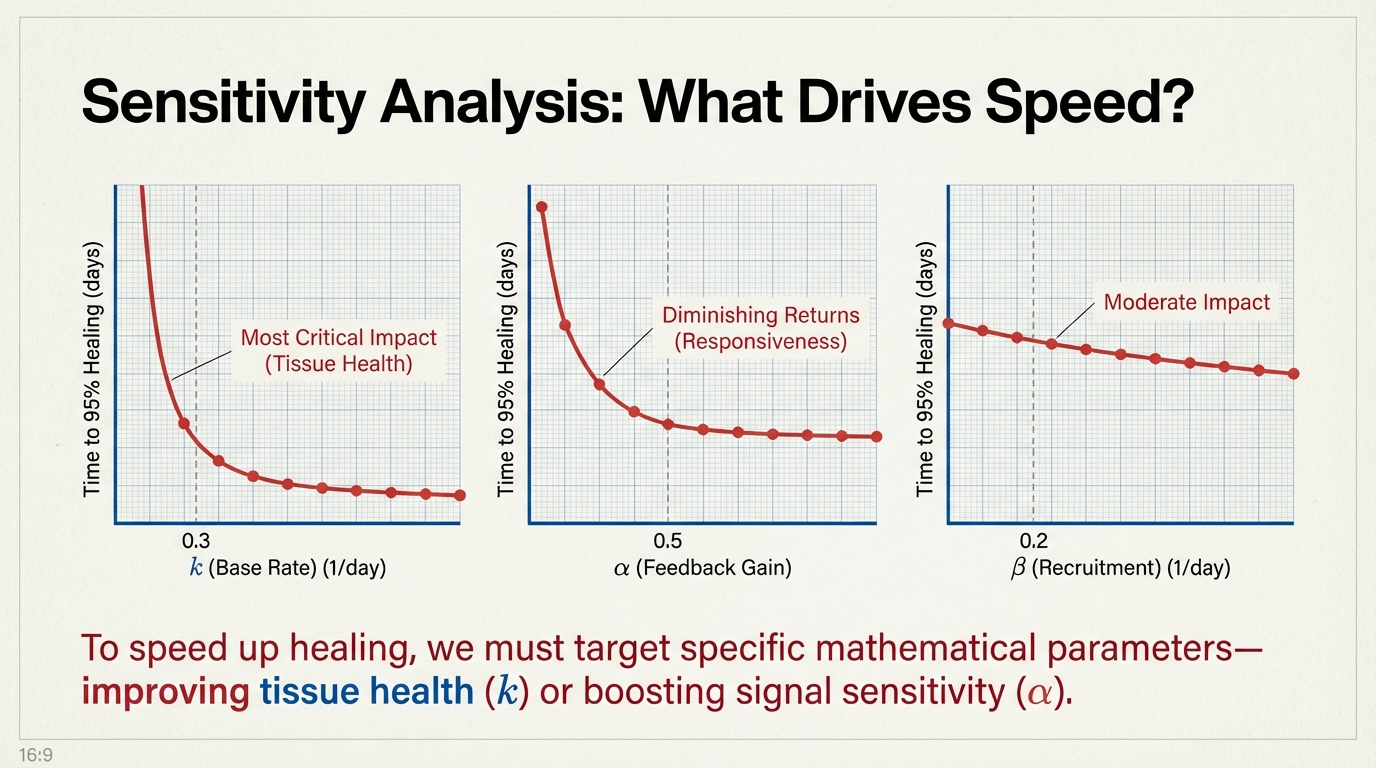 Sensitivity Analysis: What Drives Speed?
Time to 95% Healing (days)
Most Critical Impact
(Tissue Health)
0.3
k (Base Rate) (1/day)
Time to 95% Healing (days)
Diminishing Returns
(Responsiveness)
0.5
α (Feedback Gain)
Time to 95% Healing (days)
Moderate Impact
0.2
β (Recruitment) (1/day)
To speed up healing, we must target specific mathematical parameters—
improving tissue health (k) or boosting signal sensitivity (α).
16:9